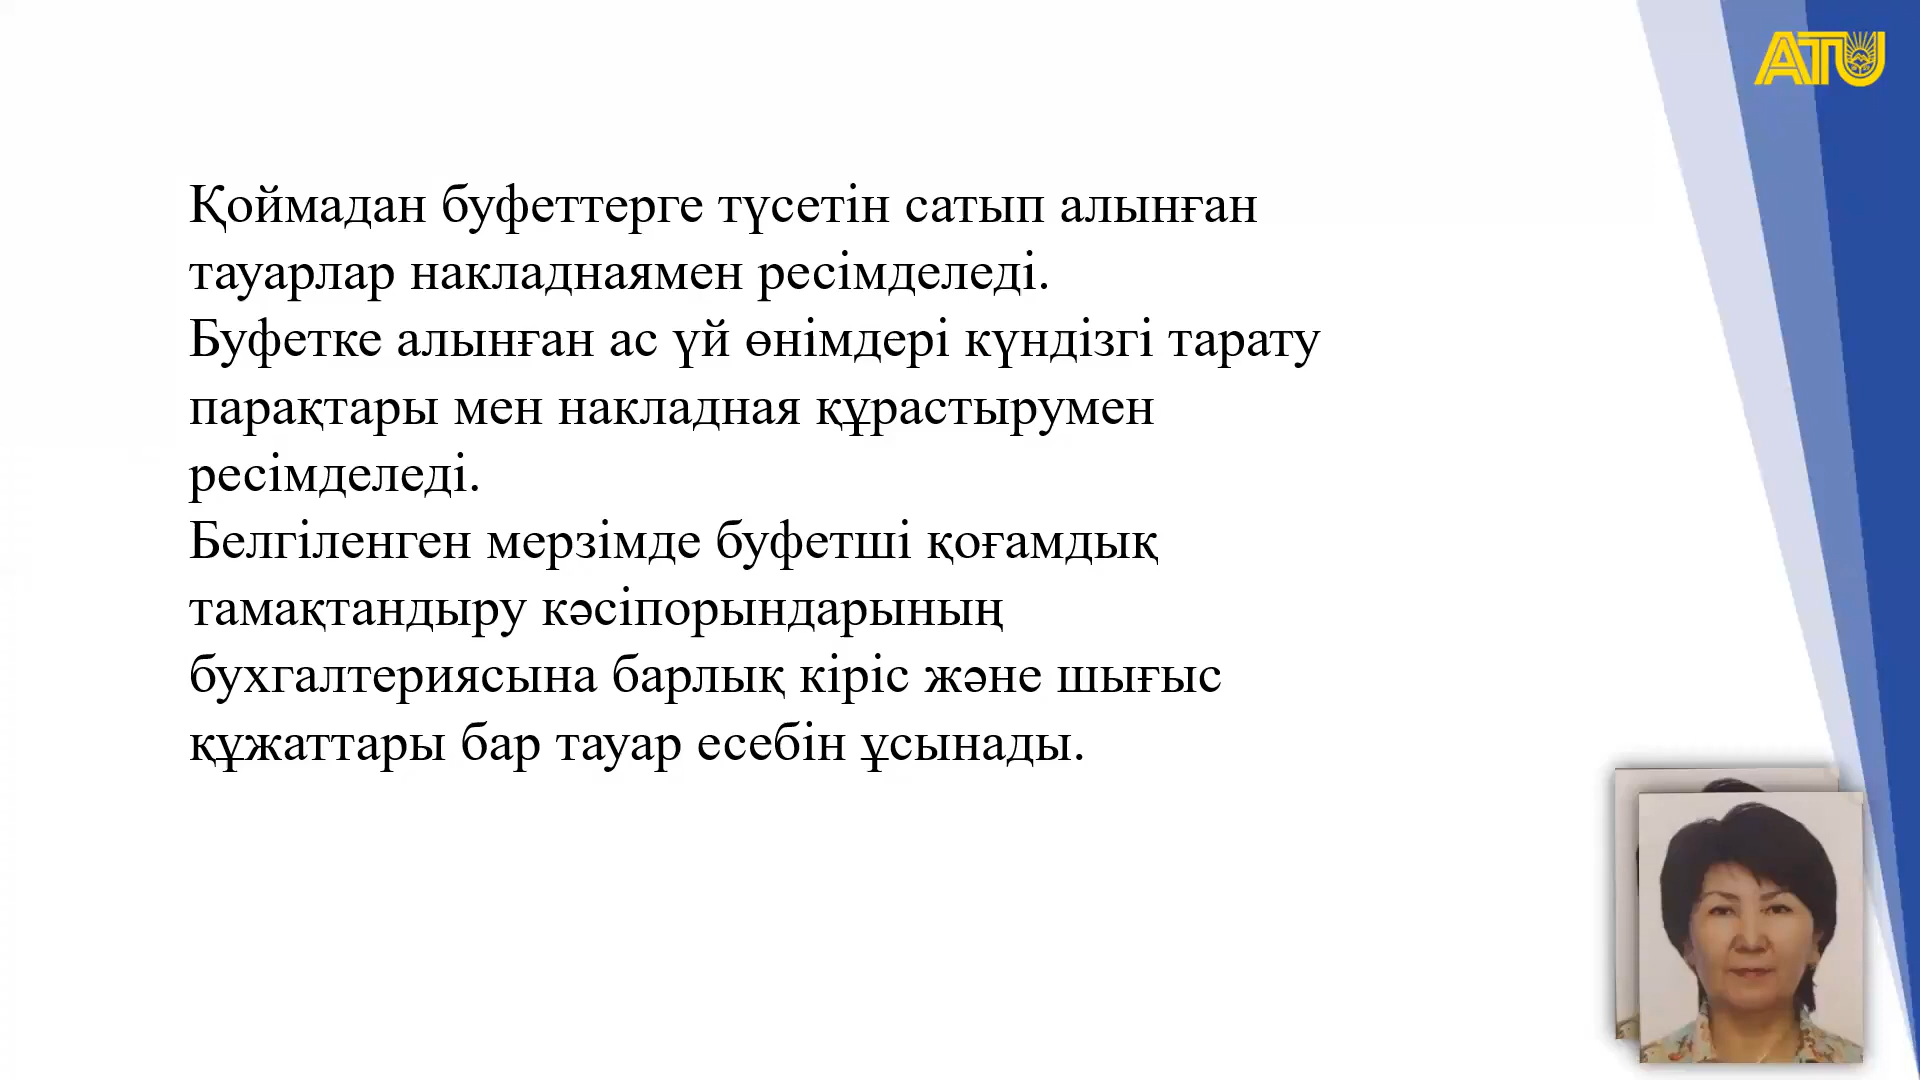 ATU
Қоймадан буфеттерге түсетін сатып алынған
тауарлар накладнаямен ресімделеді.
Буфетке алынған ас үй өнімдері күндізгі тарату
парақтары мен накладная құрастырумен
ресімделеді.
Белгіленген мерзімде буфетші қоғамдық
тамақтандыру кәсіпорындарының
бухгалтериясына барлық кіріс және шығыс
құжаттары бар тауар есебін ұсынады.